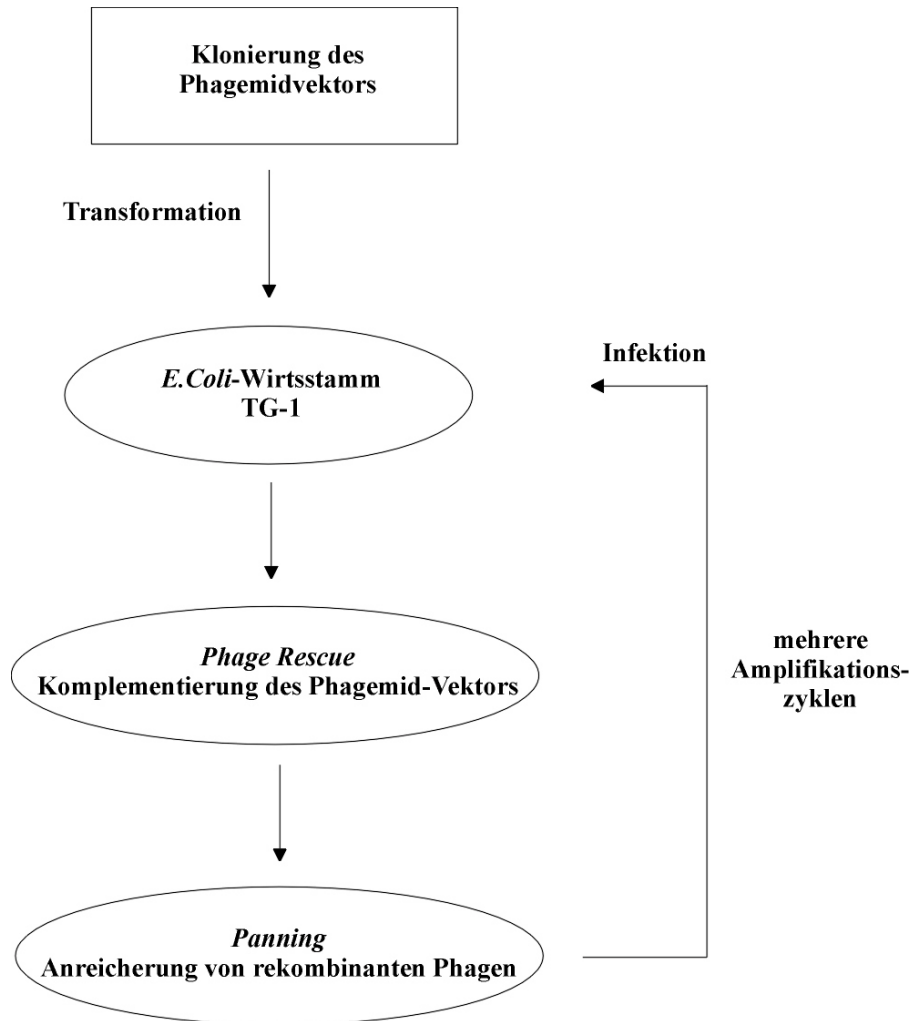 Klonierung des
Phagemidvektors
Transformation
E.Coli-Wirtsstamm
TG-1
Infektion
Phage Rescue
Komplementierung des Phagemid-Vektors
mehrere
Amplifikations-
zyklen
Panning
Anreicherung von rekombinanten Phagen